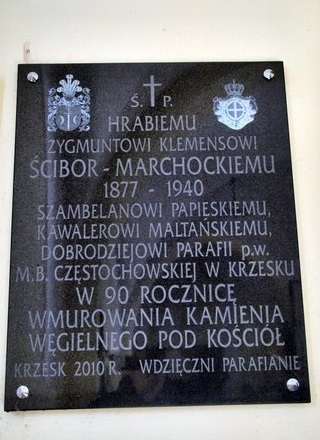 Ś. P.
HRABIEMU
ZYGMUNTOWI KLEMENSOWI
ŚCIBOR - MARCHOCKIEMU
1877 - 1940
SZAMBELANOWI PAPIĘSKIEMU,
KAWALEROWI MALTAŃSKIEMU,
DOBRODZIEJOWI PARAFII p.w.
M.B. CZĘSTOCHOWSKIEJ W KRZESKU
W 90 ROCZNICĘ
WMUROWANIA KAMIENIA
WĘGIELNEGO POD KOŚCIÓŁ
KRZESK 2010 R. WDZIĘCZNI PARAFIANIE